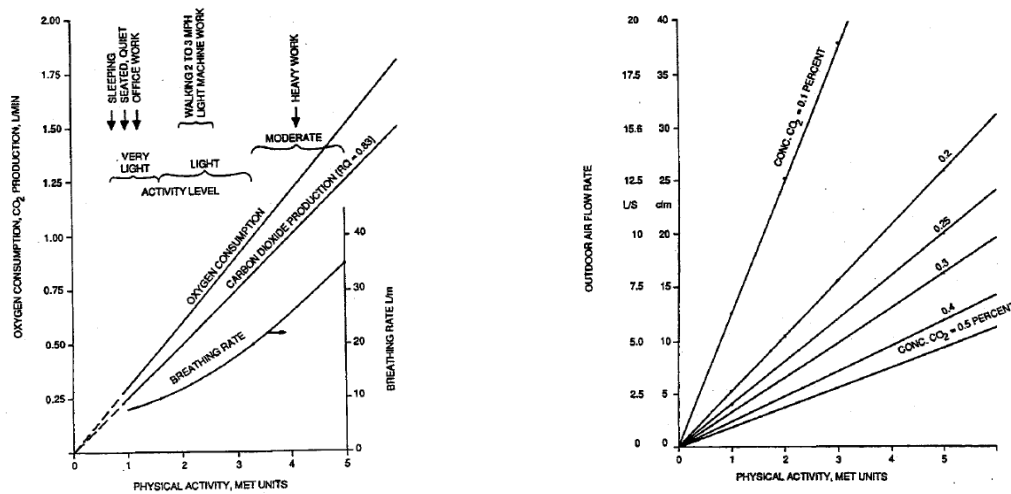 2.00
1.75
1.50
1.25
1.00
0.75
0.50
0.25
0
OXYGEN CONSUMPTION, CO2 PRODUCTION, L/MIN
SLEEPING
SEATED, QUIET
OFFICE WORK
WALKING 2 TO 3 MPH
LIGHT MACHINE WORK
HEAVY WORK
VERY
LIGHT
LIGHT
MODERATE
ACTIVITY LEVEL
OXYGEN CONSUMPTION
CARBON DIOXIDE PRODUCTION (RQ = 0.83)
BREATHING RATE
40
30
20
10
0
BREATHING RATE L/m
0 1 2 3 4 5
PHYSICAL ACTIVITY, MET UNITS
20 40
17.5 35
15.6 30
12.5 25
L/S cfm
10 20
7.5 15
5 10
2.5 5
0 0
OUTDOOR AIR FLOW RATE
CONC. CO2 = 0.1 PERCENT
0.2
0.25
0.3
0.4
CONC. CO2 = 0.5 PERCENT
0 1 2 3 4 5
PHYSICAL ACTIVITY, MET UNITS